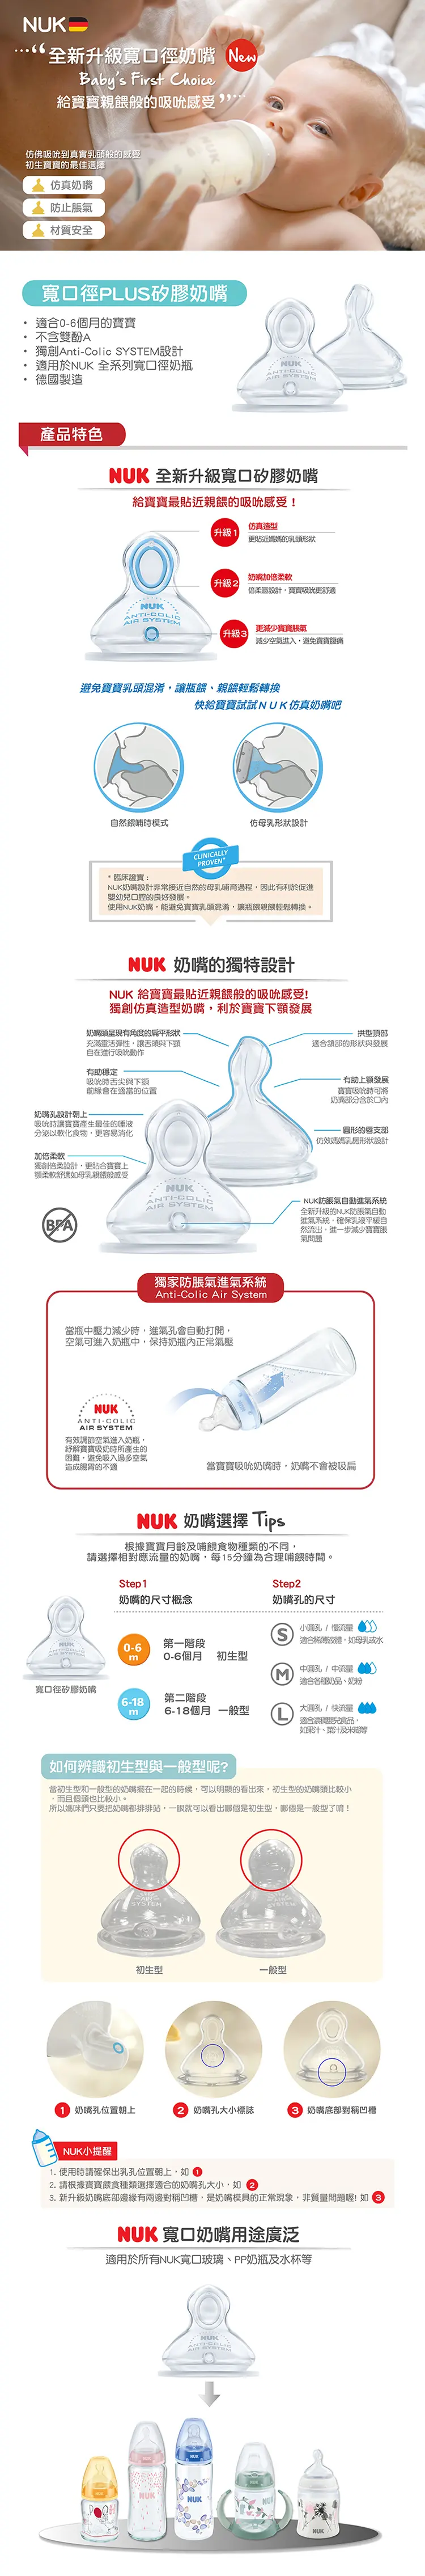 NUK
“全新升級寬口徑奶嘴 New
Baby's First Choice
給寶寶親餵般的吸吮感受”
仿佛吸吮到真實乳頭般的感受
初生寶寶的最佳選擇
仿真奶嘴
防止脹氣
材質安全
寬口徑PLUS矽膠奶嘴
• 適合0-6個月的寶寶
• 不含雙酚A
• 獨創Anti-Colic SYSTEM設計
• 適用於NUK 全系列寬口徑奶瓶
• 德國製造
NUK
ANTI-COLIC
AIR SYSTEM
產品特色
NUK 全新升級寬口矽膠奶嘴
給寶寶最貼近親餵的吸吮感受！
升級1
仿真造型
更貼近媽媽的乳頭形狀
升級2
奶嘴加倍柔軟
倍柔區設計，寶寶吸吮更舒適
升級3
更減少寶寶脹氣
減少空氣進入，避免寶寶腹痛
NUK
ANTI-COLIC
AIR SYSTEM
避免寶寶乳頭混淆，讓瓶餵、親餵輕鬆轉換
快給寶寶試試NUK仿真奶嘴吧
自然餵哺時模式
仿母乳形狀設計
CLINICALLY
PROVEN*
* 臨床證實：
NUK奶嘴設計非常接近自然的母乳哺育過程，因此有利於促進
嬰幼兒口腔的良好發展。
使用NUK奶嘴，能避免寶寶乳頭混淆，讓瓶餵親餵輕鬆轉換。
NUK 奶嘴的獨特設計
NUK 給寶寶最貼近親餵般的吸吮感受!
獨創仿真造型奶嘴，利於寶寶下顎發展
奶嘴頭呈現有角度的扁平形狀
充滿靈活彈性，讓舌頭與下顎
自在進行吸吮動作
有助穩定
吸吮時舌尖與下顎
前緣會在適當的位置
奶嘴孔設計朝上
吸吮時讓寶寶產生最佳的唾液
分泌以軟化食物，更容易消化
加倍柔軟
獨創倍柔設計，更貼合寶寶上
顎柔軟舒適如母乳親餵般感受
拱型頂部
適合頷部的形狀與發展
有助上顎發展
寶寶吸吮時可將
奶嘴部分含於口內
圓形的唇支部
仿效媽媽乳房形狀設計
NUK防脹氣自動進氣系統
全新升級的NUK防脹氣自動
進氣系統，確保乳液平緩自
然流出，進一步減少寶寶脹
氣問題
NUK
ANTI-COLIC
AIR SYSTEM
BPA
獨家防脹氣進氣系統
Anti-Colic Air System
當瓶中壓力減少時，進氣孔會自動打開，
空氣可進入奶瓶中，保持奶瓶內正常氣壓
NUK
ANTI-COLIC
AIR SYSTEM
有效調節空氣進入奶瓶，
紓解寶寶吸奶時所產生的
困難，避免吸入過多空氣
造成腸胃的不適
當寶寶吸吮奶嘴時，奶嘴不會被吸扁
NUK 奶嘴選擇 Tips
根據寶寶月齡及哺餵食物種類的不同，
請選擇相對應流量的奶嘴，每15分鐘為合理哺餵時間。
Step1
奶嘴的尺寸概念
Step2
奶嘴孔的尺寸
0-6
m
第一階段
0-6個月 初生型
6-18
m
第二階段
6-18個月 一般型
寬口徑矽膠奶嘴
S
小圓孔 / 慢流量
適合稀薄液體，如母乳或水
M
中圓孔 / 中流量
適合各種奶品、奶粉
L
大圓孔 / 快流量
如何辨識初生型與一般型呢?
當初生型和一般型的奶嘴擺在一起的時候，可以明顯的看出來，初生型的奶嘴頭比較小
，而且個頭也比較小。
所以媽咪們只要把奶嘴都排排站，一眼就可以看出哪個是初生型，哪個是一般型了唷！
初生型
一般型
1 奶嘴孔位置朝上
2 奶嘴孔大小標誌
3 奶嘴底部對稱凹槽
NUK小提醒
1. 使用時請確保出乳孔位置朝上，如 1
2. 請根據寶寶餵食種類選擇適合的奶嘴孔大小，如 2
3. 新升級奶嘴底部邊緣有兩邊對稱凹槽，是奶嘴模具的正常現象，非質量問題喔! 如 3
NUK 寬口奶嘴用途廣泛
適用於所有NUK寬口玻璃、PP奶瓶及水杯等
NUK
NUK
NUK
NUK
NUK